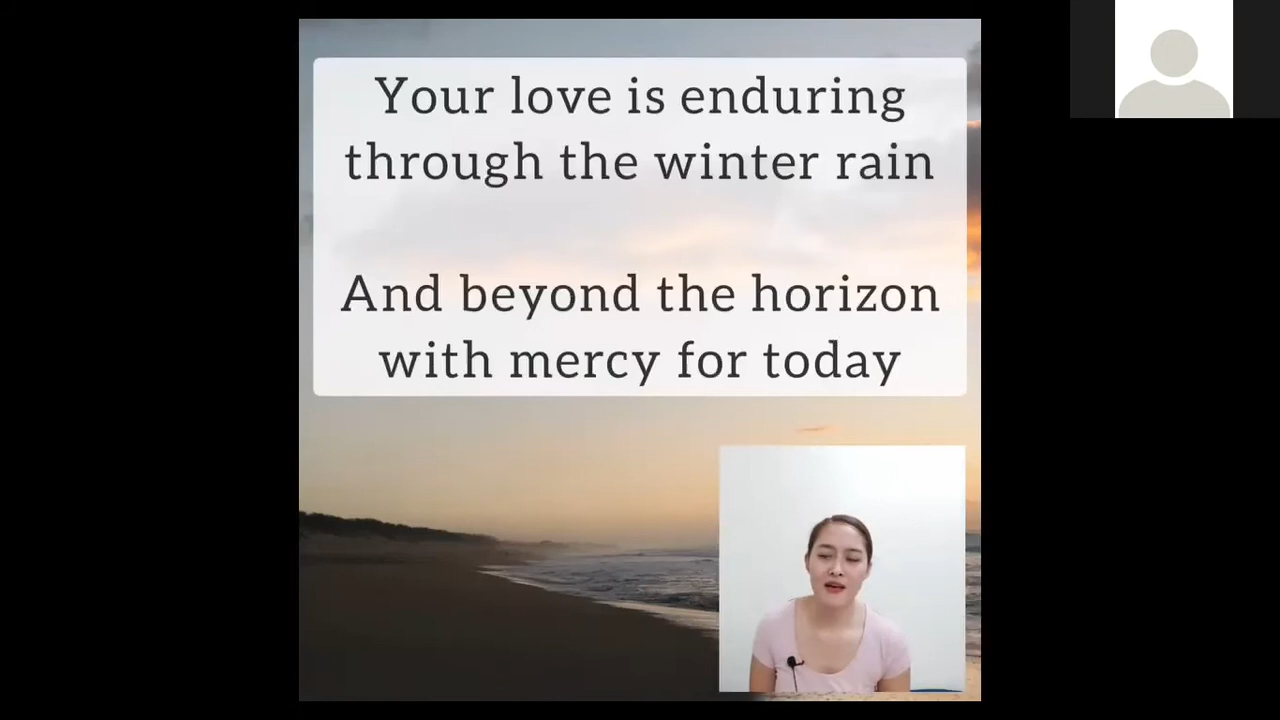 Your love is enduring
through the winter rain
And beyond the horizon
with mercy for today